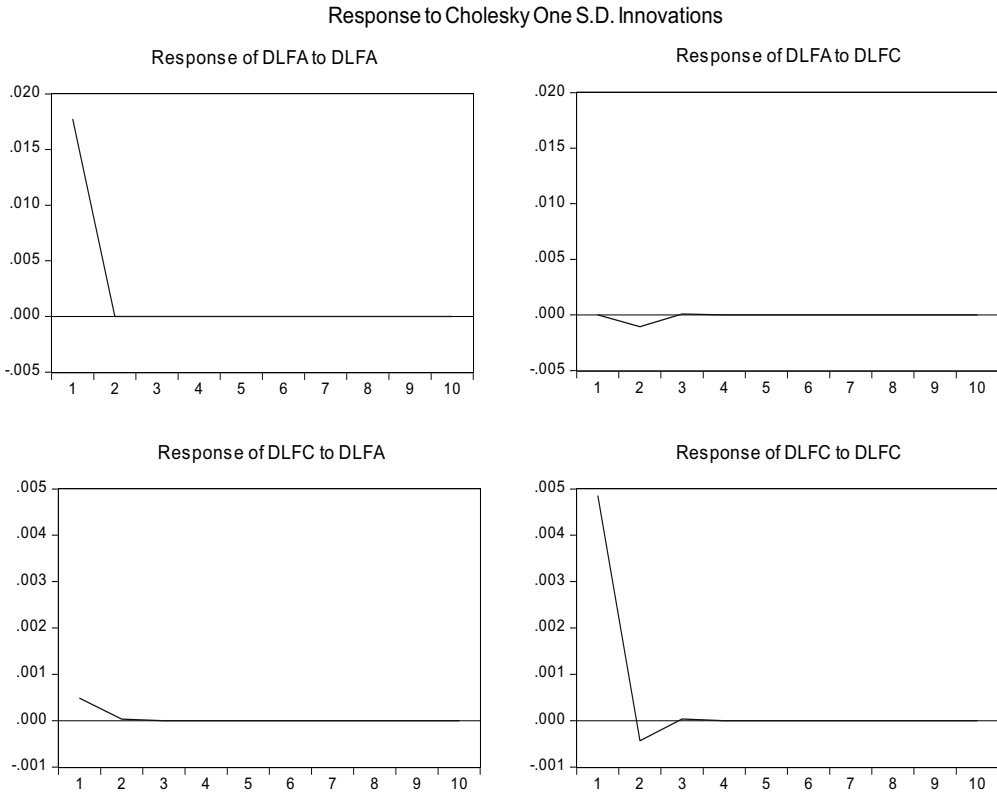 Response to Cholesky One S.D. Innovations
Response of DLFA to DLFA
.020
.015
.010
.005
.000
-.005
1 2 3 4 5 6 7 8 9 10
Response of DLFA to DLFC
.020
.015
.010
.005
.000
-.005
1 2 3 4 5 6 7 8 9 10
Response of DLFC to DLFA
.005
.004
.003
.002
.001
.000
-.001
1 2 3 4 5 6 7 8 9 10
Response of DLFC to DLFC
.005
.004
.003
.002
.001
.000
-.001
1 2 3 4 5 6 7 8 9 10